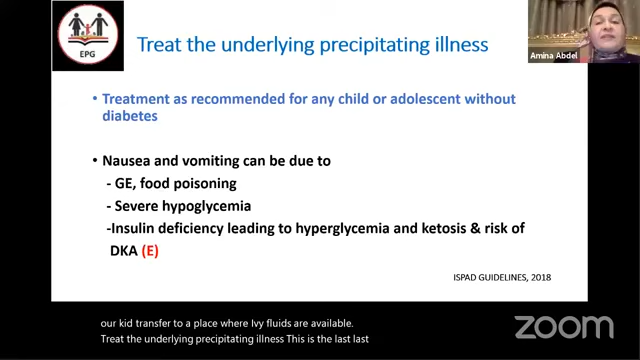 EPG
Treat the underlying precipitating illness
Amina Abdel
• Treatment as recommended for any child or adolescent without
diabetes
• Nausea and vomiting can be due to
- GE, food poisoning
- Severe hypoglycemia
-Insulin deficiency leading to hyperglycemia and ketosis & risk of
DKA (E)
ISPAD GUIDELINES, 2018
our kid transfer to a place where Ivy fluids are available.
Treat the underlying precipitating illness This is the last last
zoom